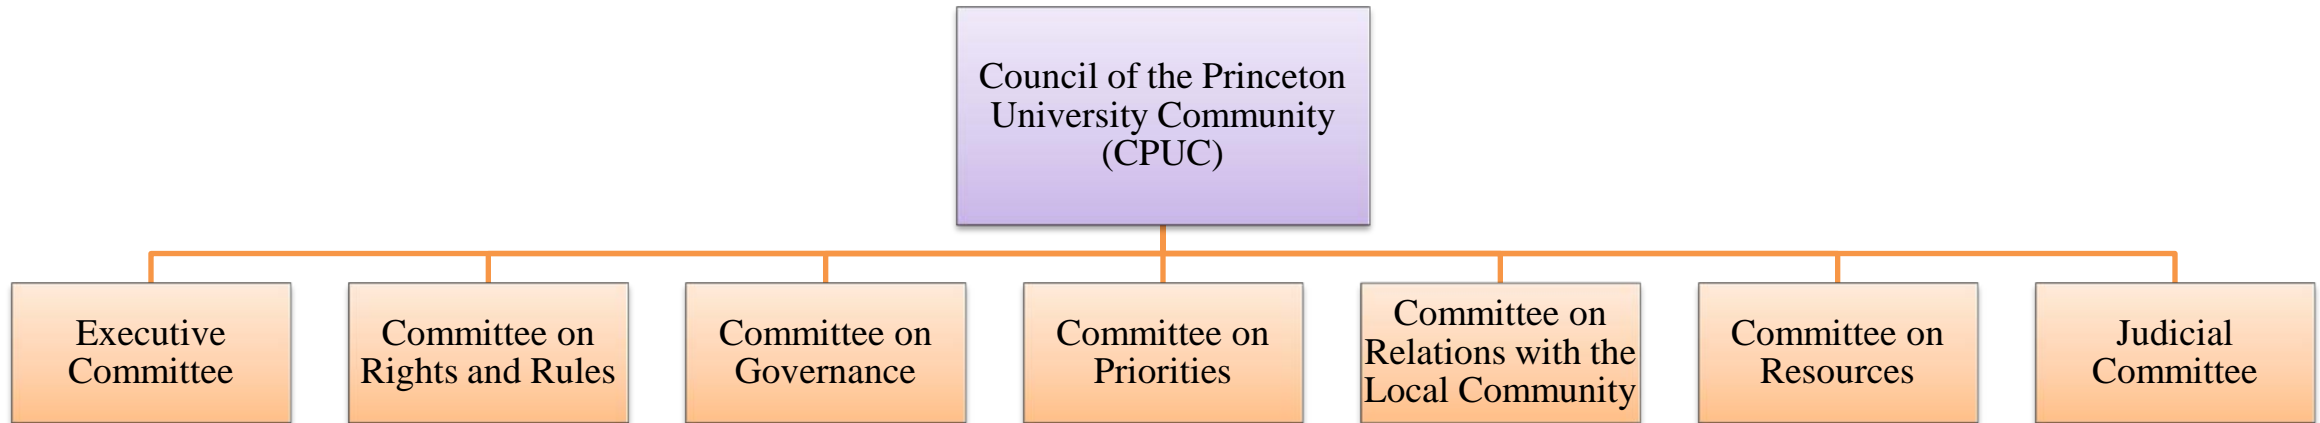 Council of the Princeton
University Community
(CPUC)
Executive
Committee
Committee on
Rights and Rules
Committee on
Governance
Committee on
Priorities
Committee on
Relations with the
Local Community
Committee on
Resources
Judicial
Committee